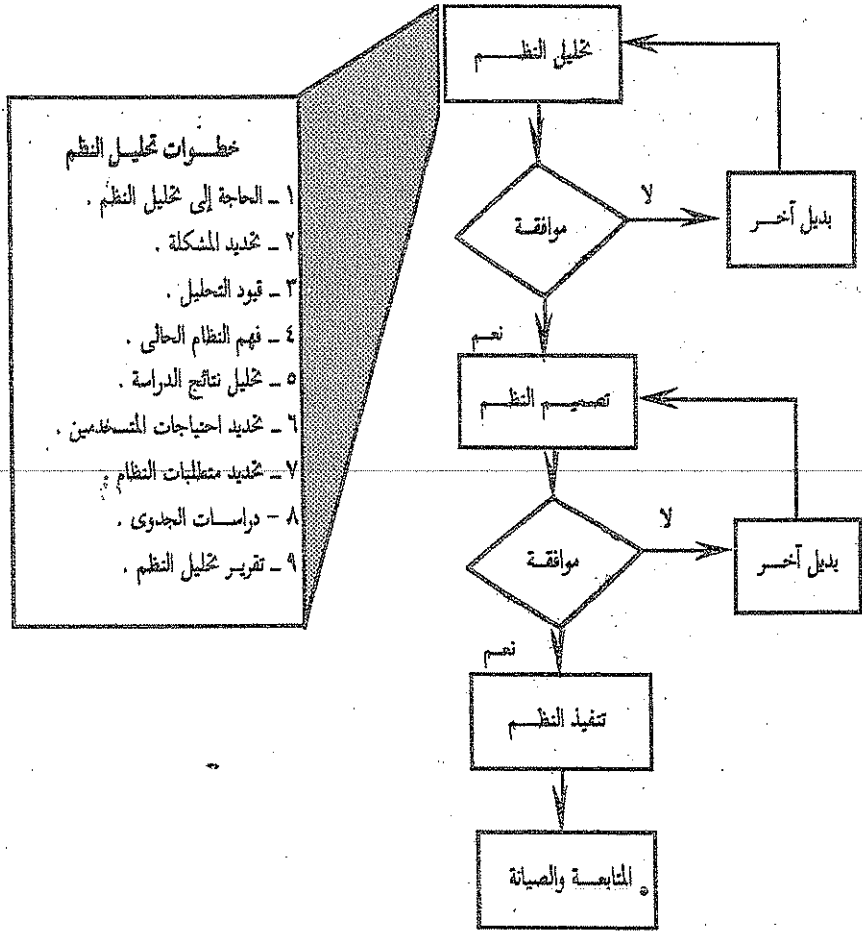 تحليل النظم
موافقة
لا
بديل آخر
نعم
تصميم النظم
موافقة
لا
بديل آخر
نعم
تنفيذ النظم
المتابعة والصيانة
خطوات تحليل النظم
١ - الحاجة إلى تحليل النظم .
٢ - تحديد المشكلة .
٣ - قيود التحليل .
٤ - فهم النظام الحالى .
٥ - تحليل نتائج الدراسة .
٦ - تحديد احتياجات المتسخدمين .
٧ - تحديد متطلبات النظام .
٨ - دراسات الجدوى .
٩ - تقرير تحليل النظم .